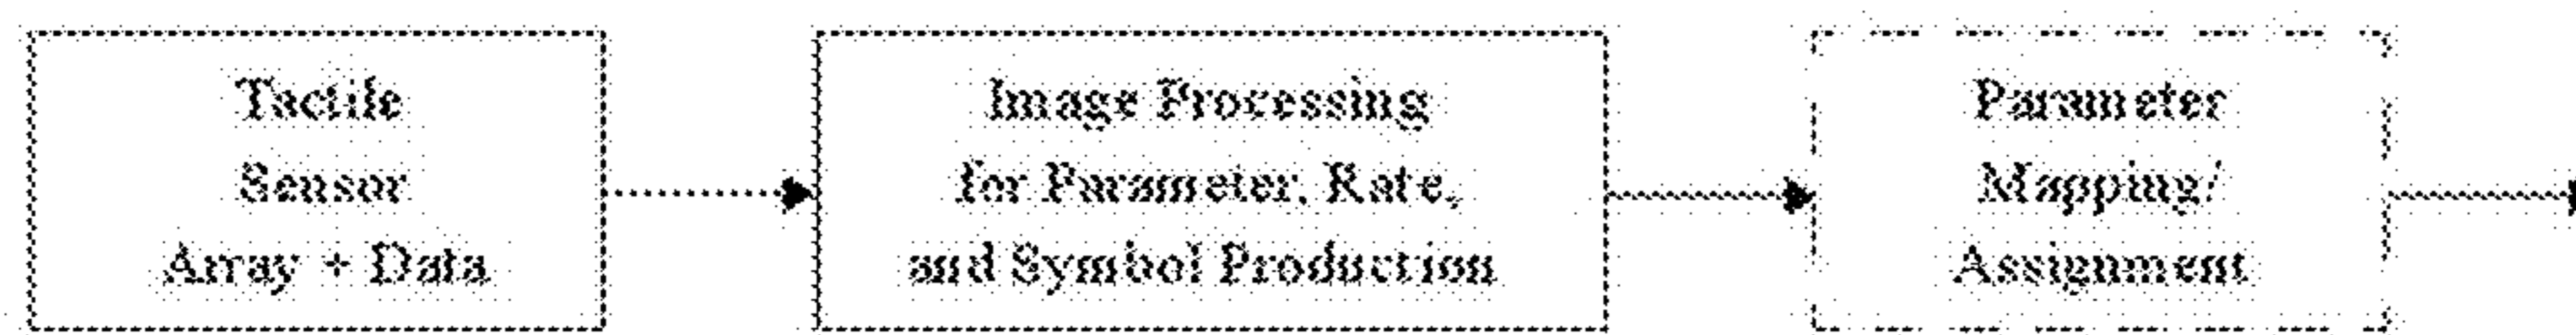 Tactile
Sensor
Array + Data
Image Processing
for Parameter, Rate,
and Symbol Production
Parameter
Mapping/
Assignment